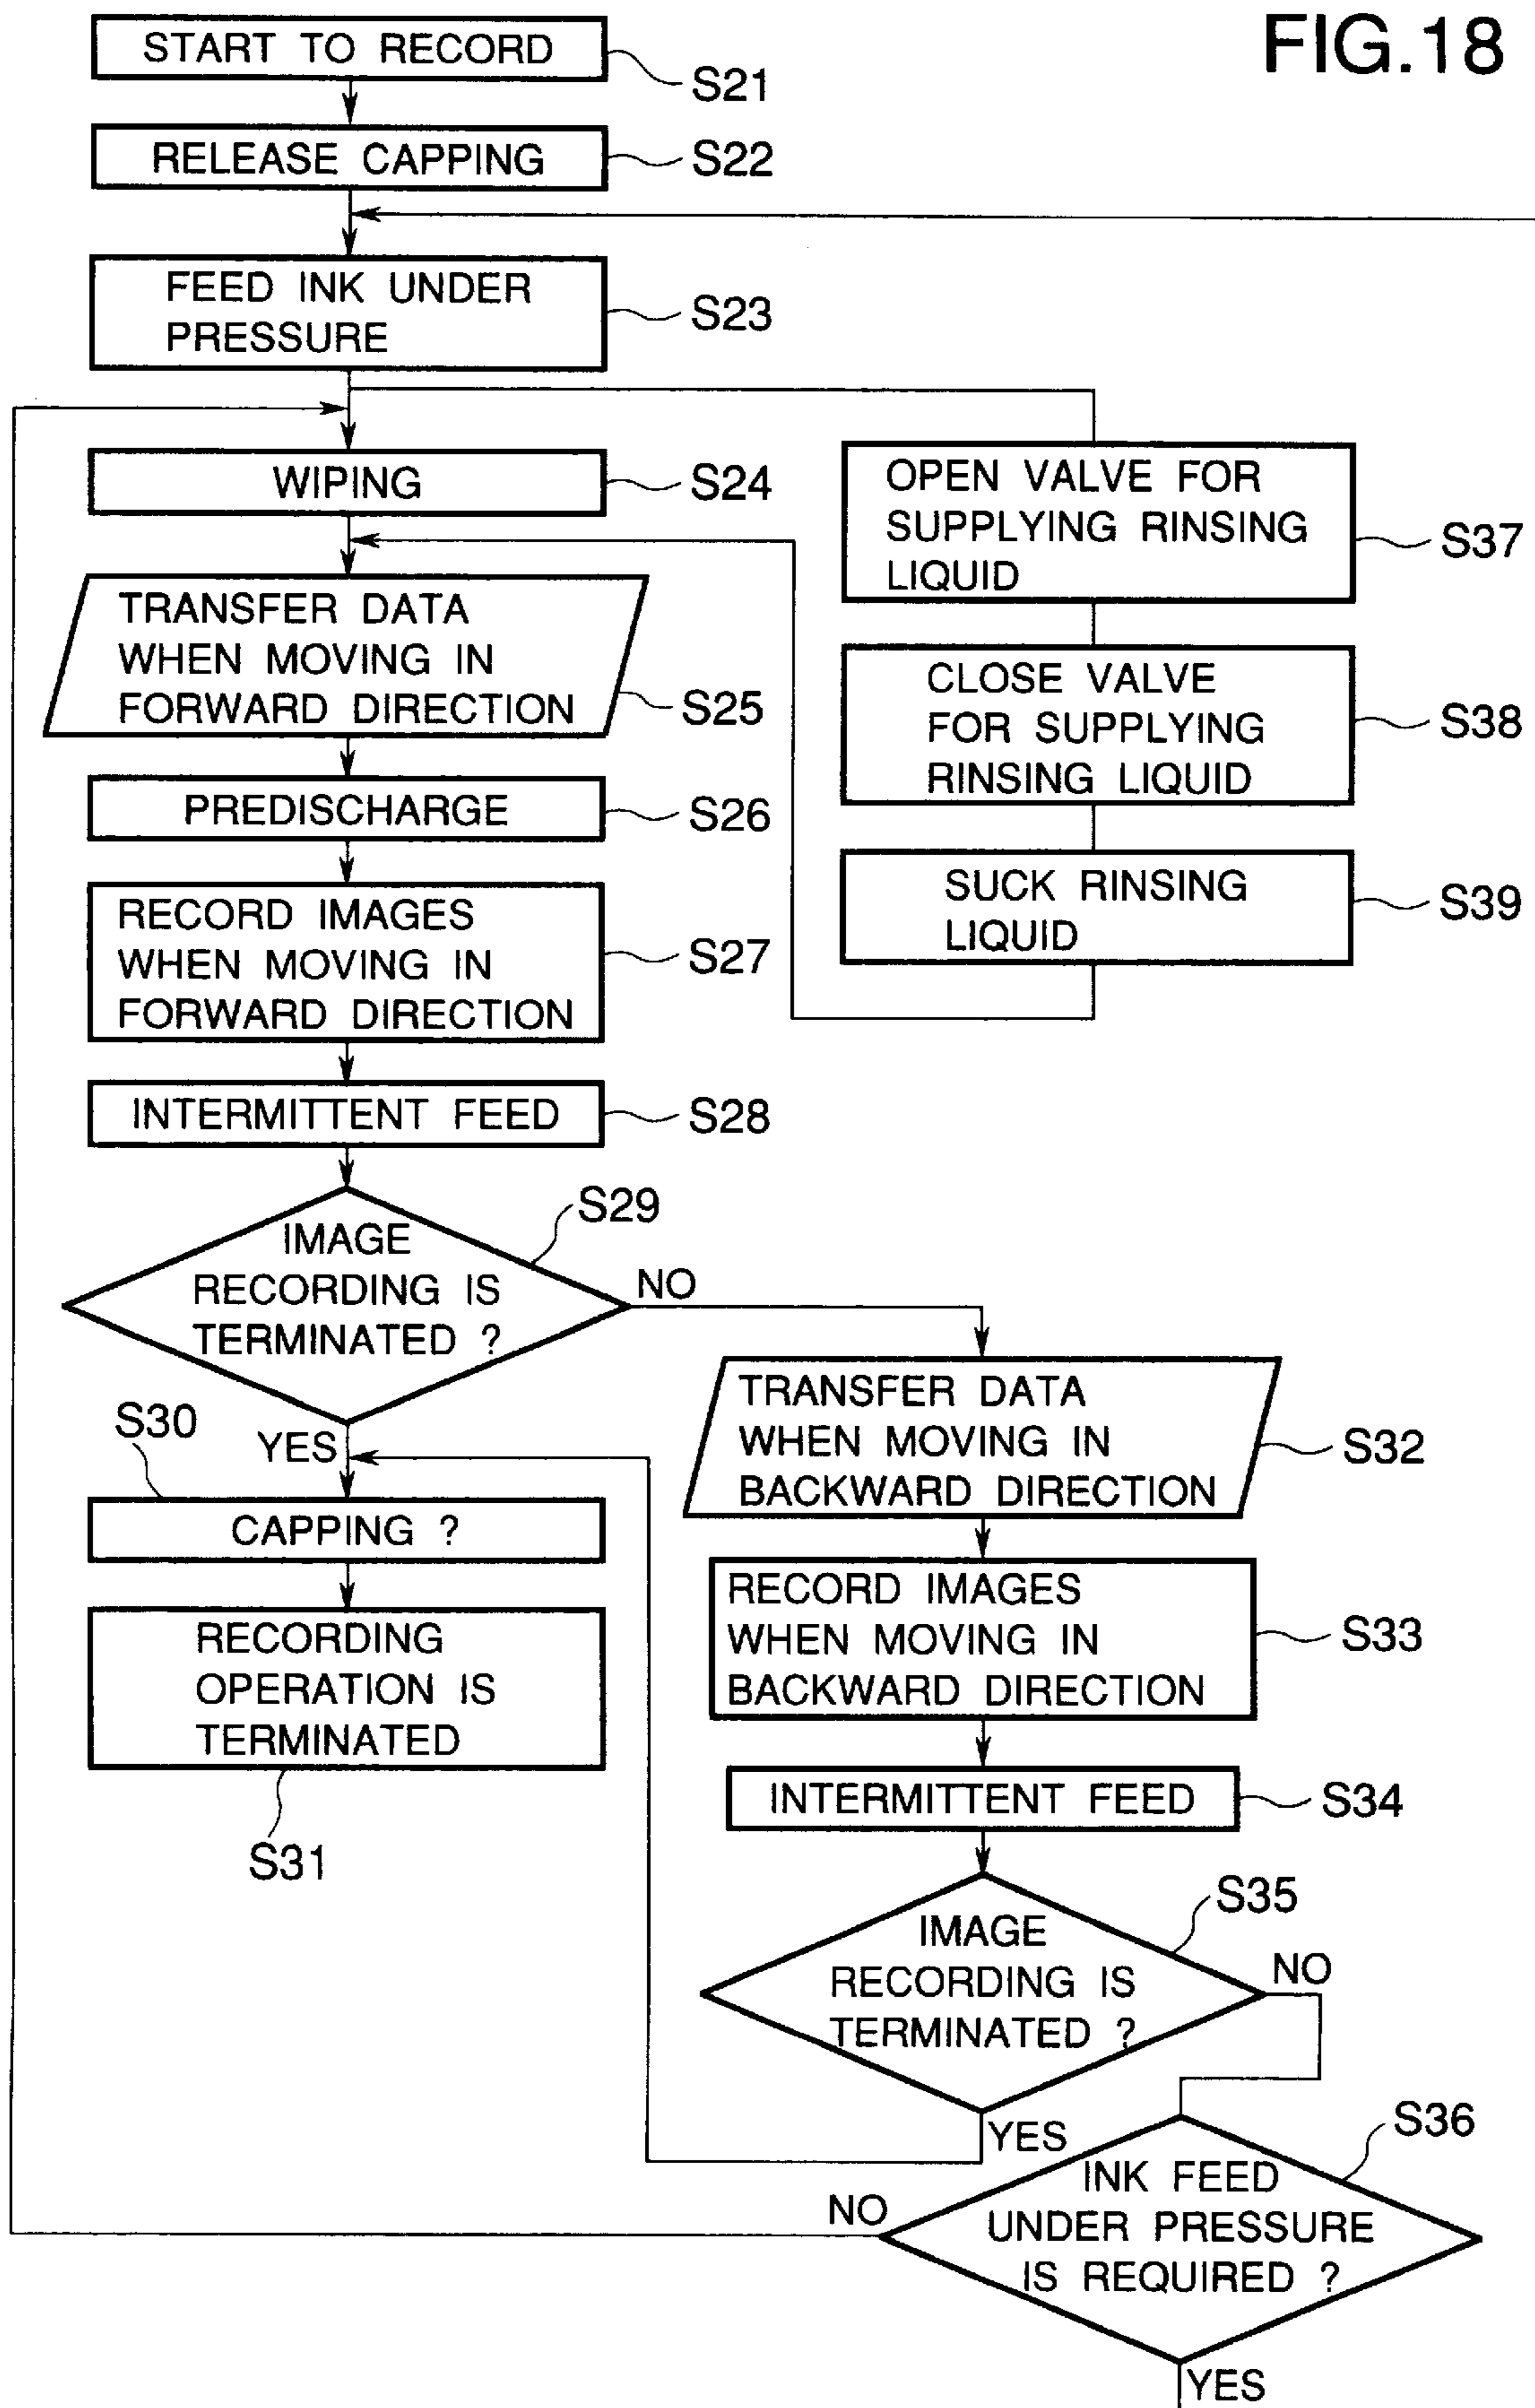 FIG.18
START TO RECORD
S21
RELEASE CAPPING
S22
FEED INK UNDER
PRESSURE
S23
WIPING
S24
TRANSFER DATA
WHEN MOVING IN
FORWARD DIRECTION
S25
PREDISCHARGE
S26
RECORD IMAGES
WHEN MOVING IN
FORWARD DIRECTION
S27
INTERMITTENT FEED
S28
IMAGE
RECORDING IS
TERMINATED ?
S29
NO
YES
S30
CAPPING ?
RECORDING
OPERATION IS
TERMINATED
S31
OPEN VALVE FOR
SUPPLYING RINSING
LIQUID
S37
CLOSE VALVE
FOR SUPPLYING
RINSING LIQUID
S38
SUCK RINSING
LIQUID
S39
TRANSFER DATA
WHEN MOVING IN
BACKWARD DIRECTION
S32
RECORD IMAGES
WHEN MOVING IN
BACKWARD DIRECTION
S33
INTERMITTENT FEED
S34
IMAGE
RECORDING IS
TERMINATED ?
S35
NO
YES
INK FEED
UNDER PRESSURE
IS REQUIRED ?
S36
NO
YES